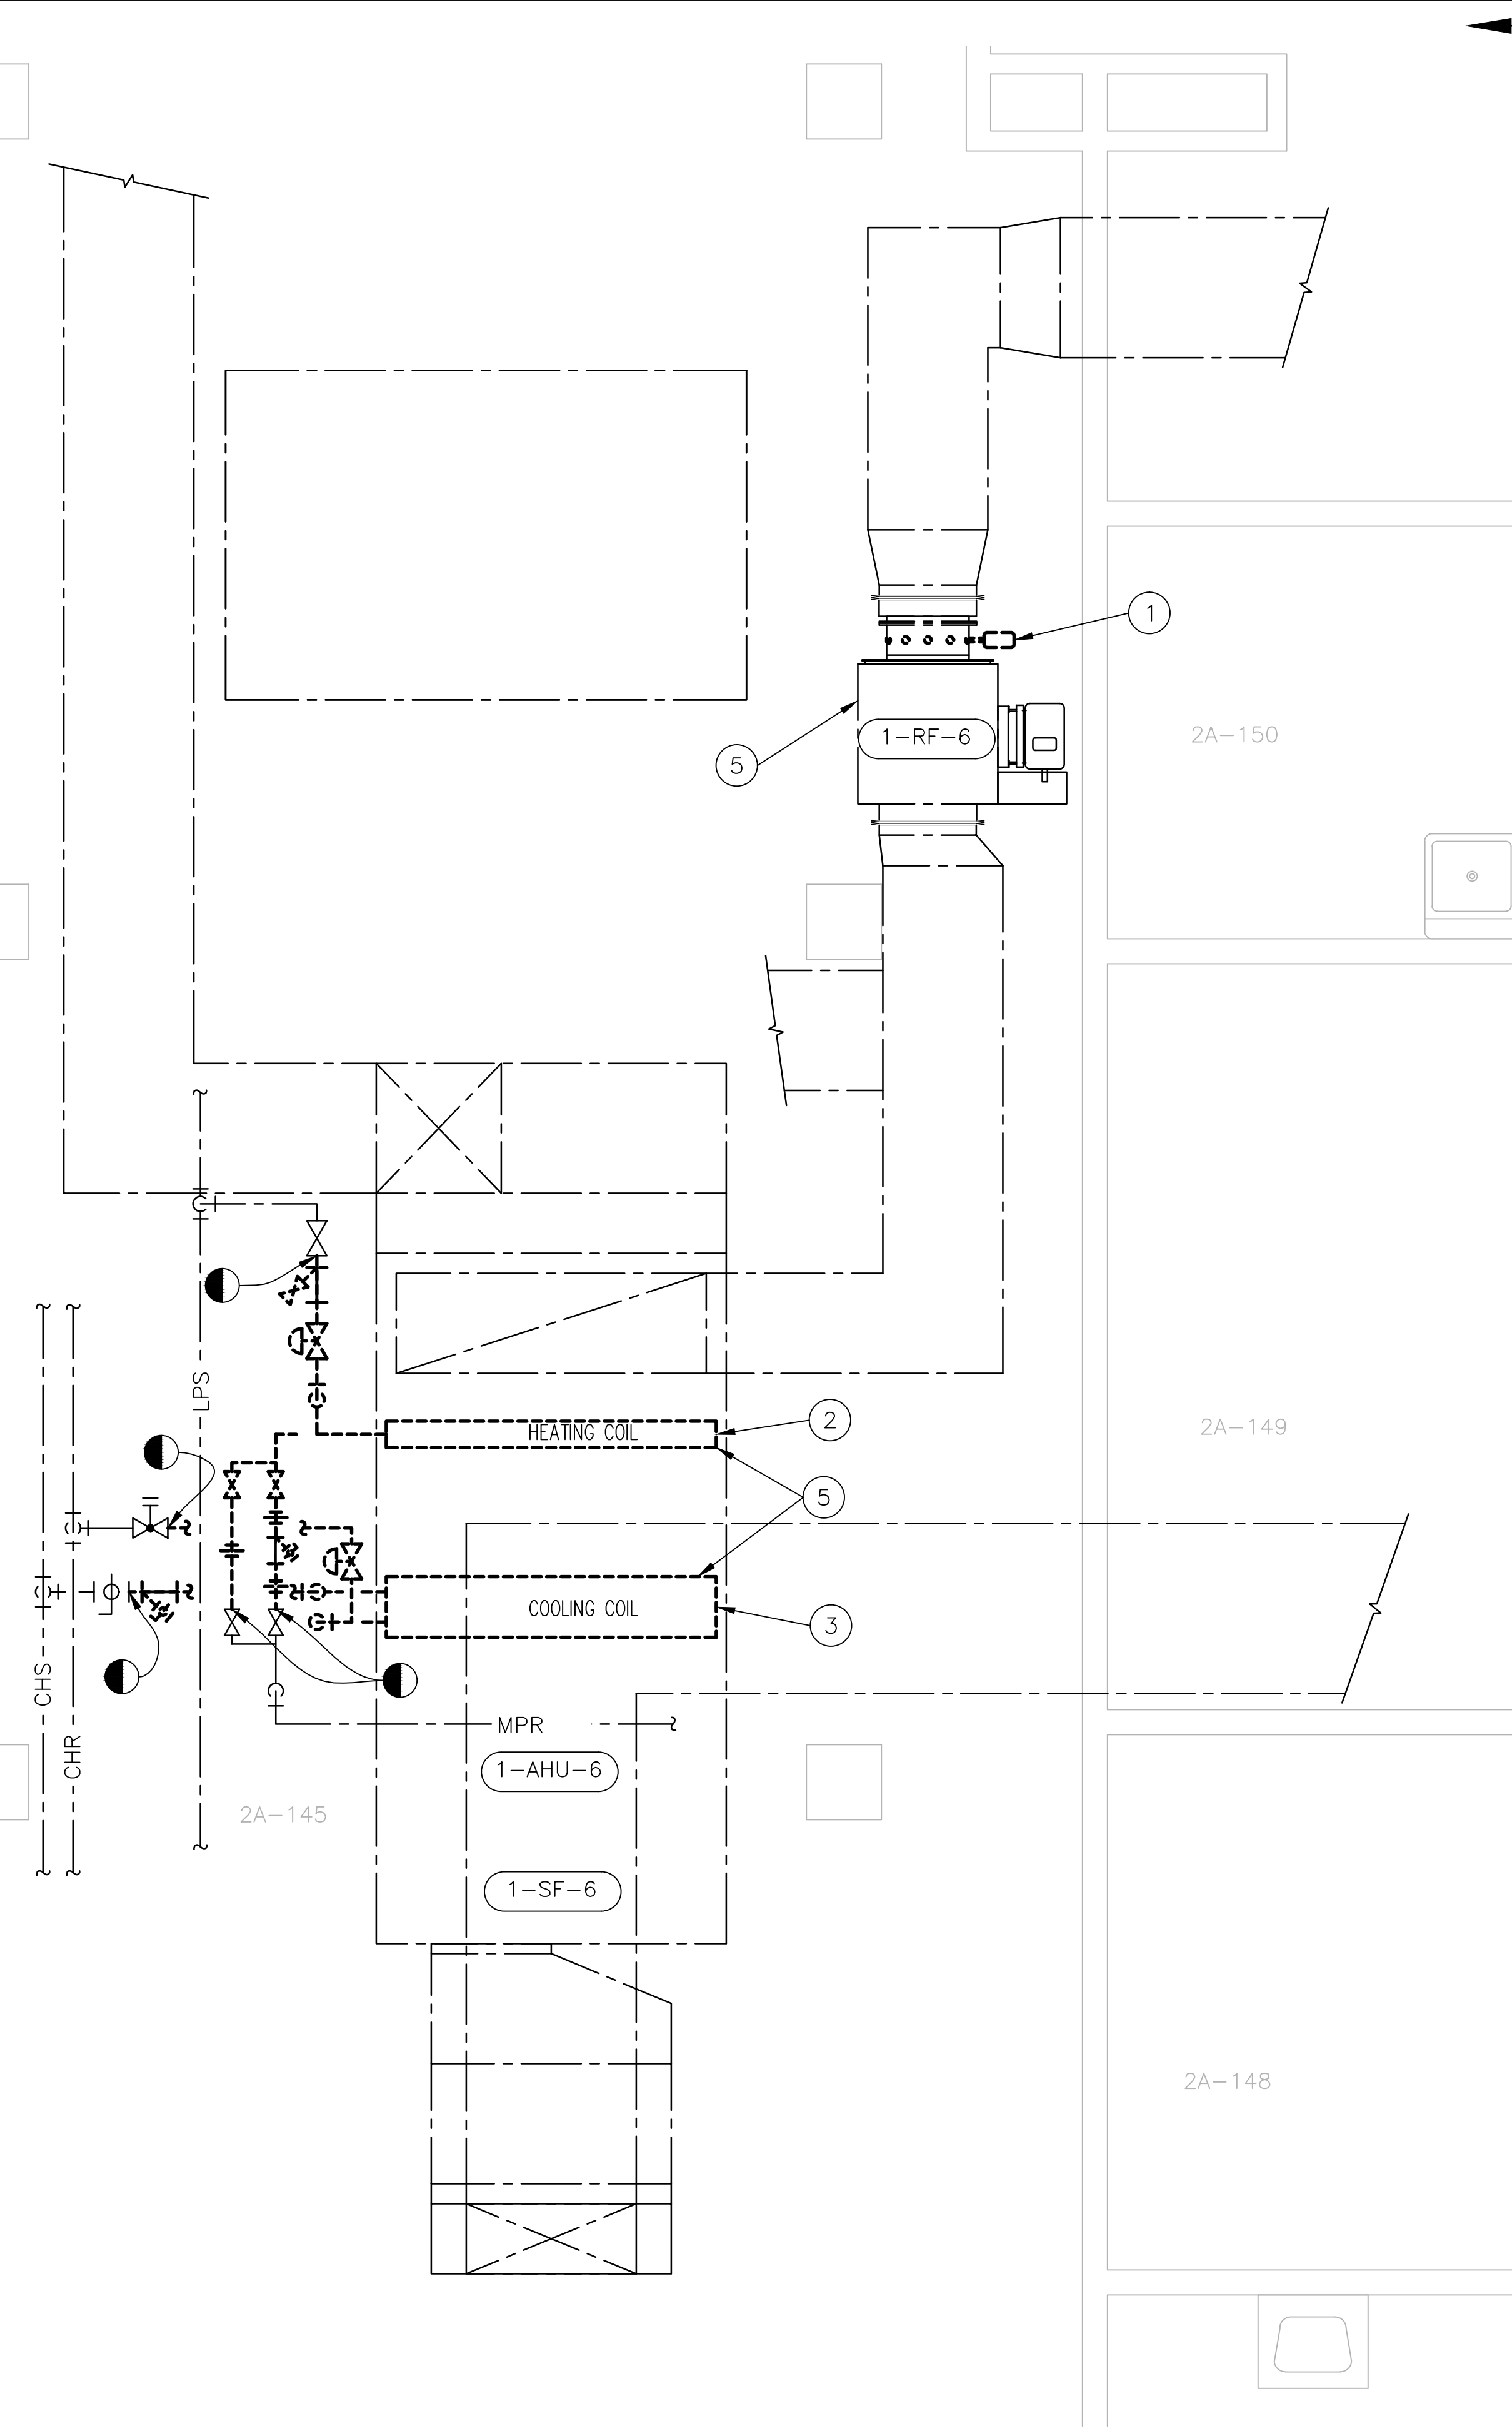 1
2A-150
1-RF-6
5
LPS
2
HEATING COIL
2A-149
5
COOLING COIL
3
CHS
MPR
CHR
1-AHU-6
2A-145
1-SF-6
2A-148